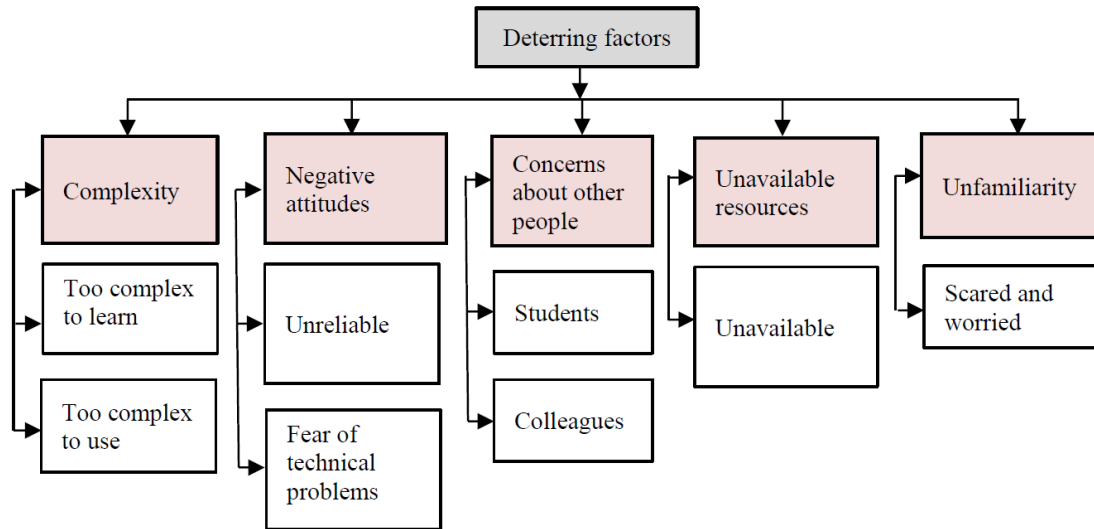 Deterring factors
Complexity
Negative
attitudes
Concerns
about other
people
Unavailable
resources
Unfamiliarity
Too complex
to learn
Unreliable
Students
Unavailable
Scared and
worried
Too complex
to use
Fear of
technical
problems
Colleagues